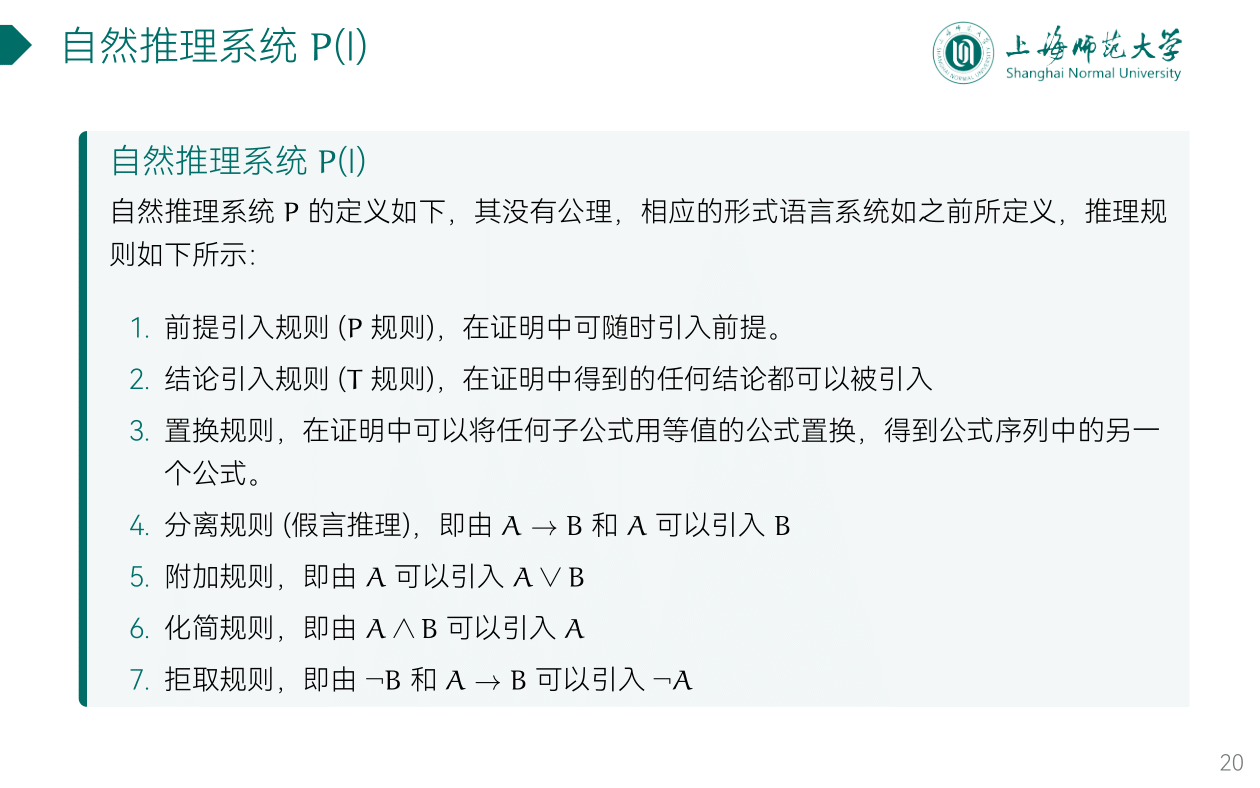 自然推理系统 P(I)
上海师范大学
Shanghai Normal University
自然推理系统 P(I)
自然推理系统 P 的定义如下，其没有公理，相应的形式语言系统如之前所定义，推理规
则如下所示：
1. 前提引入规则 (P 规则)，在证明中可随时引入前提。
2. 结论引入规则 (T 规则)，在证明中得到的任何结论都可以被引入
3. 置换规则，在证明中可以将任何子公式用等值的公式置换，得到公式序列中的另一
个公式。
4. 分离规则 (假言推理)，即由 A → B 和 A 可以引入 B
5. 附加规则，即由 A 可以引入 A ∨ B
6. 化简规则，即由 A ∧ B 可以引入 A
7. 拒取规则，即由 ¬B 和 A → B 可以引入 ¬A
20